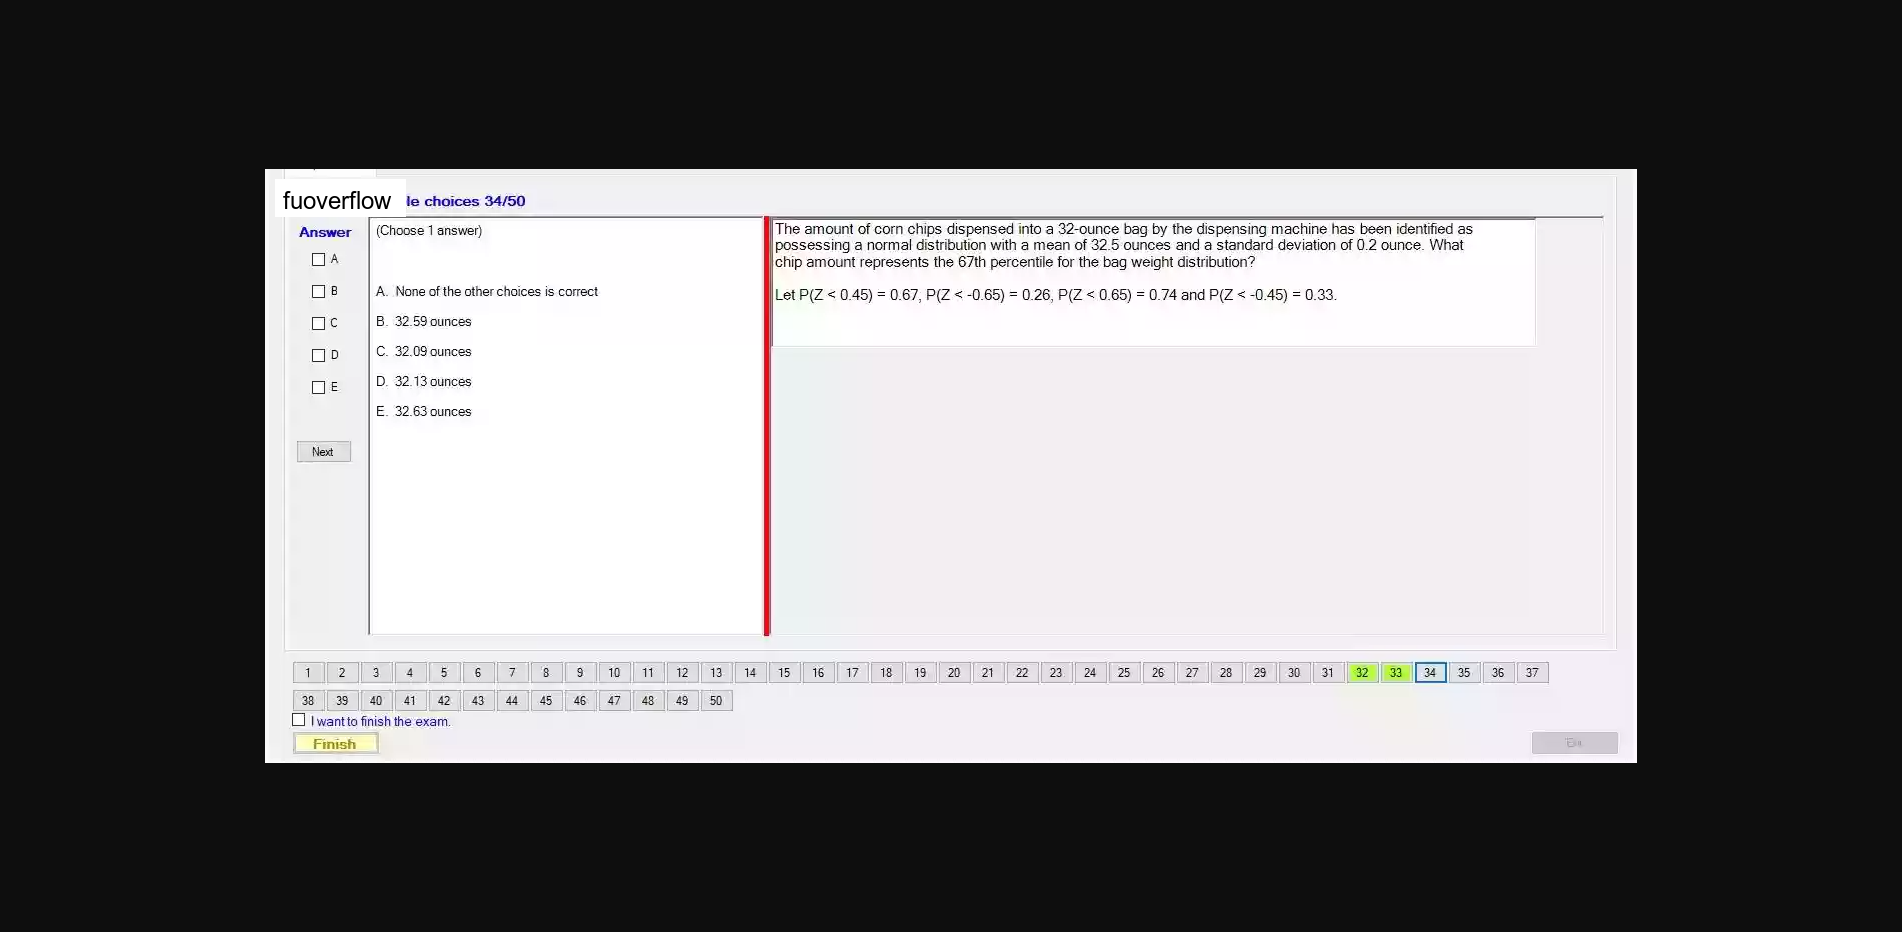 fuoverflow
le choices 34/50
Answer
(Choose 1 answer)
A
B
C
D
E
Next
A. None of the other choices is correct
B. 32.59 ounces
C. 32.09 ounces
D. 32.13 ounces
E. 32.63 ounces
The amount of corn chips dispensed into a 32-ounce bag by the dispensing machine has been identified as
possessing a normal distribution with a mean of 32.5 ounces and a standard deviation of 0.2 ounce. What
chip amount represents the 67th percentile for the bag weight distribution?
Let P(Z < 0.45) = 0.67, P(Z < -0.65) = 0.26, P(Z < 0.65) = 0.74 and P(Z < -0.45) = 0.33.
1 2 3 4 5 6 7 8 9 10 11 12 13 14 15 16 17 18 19 20 21 22 23 24 25 26 27 28 29 30 31 32 33 34 35 36 37
38 39 40 41 42 43 44 45 46 47 48 49 50
I want to finish the exam.
Finish